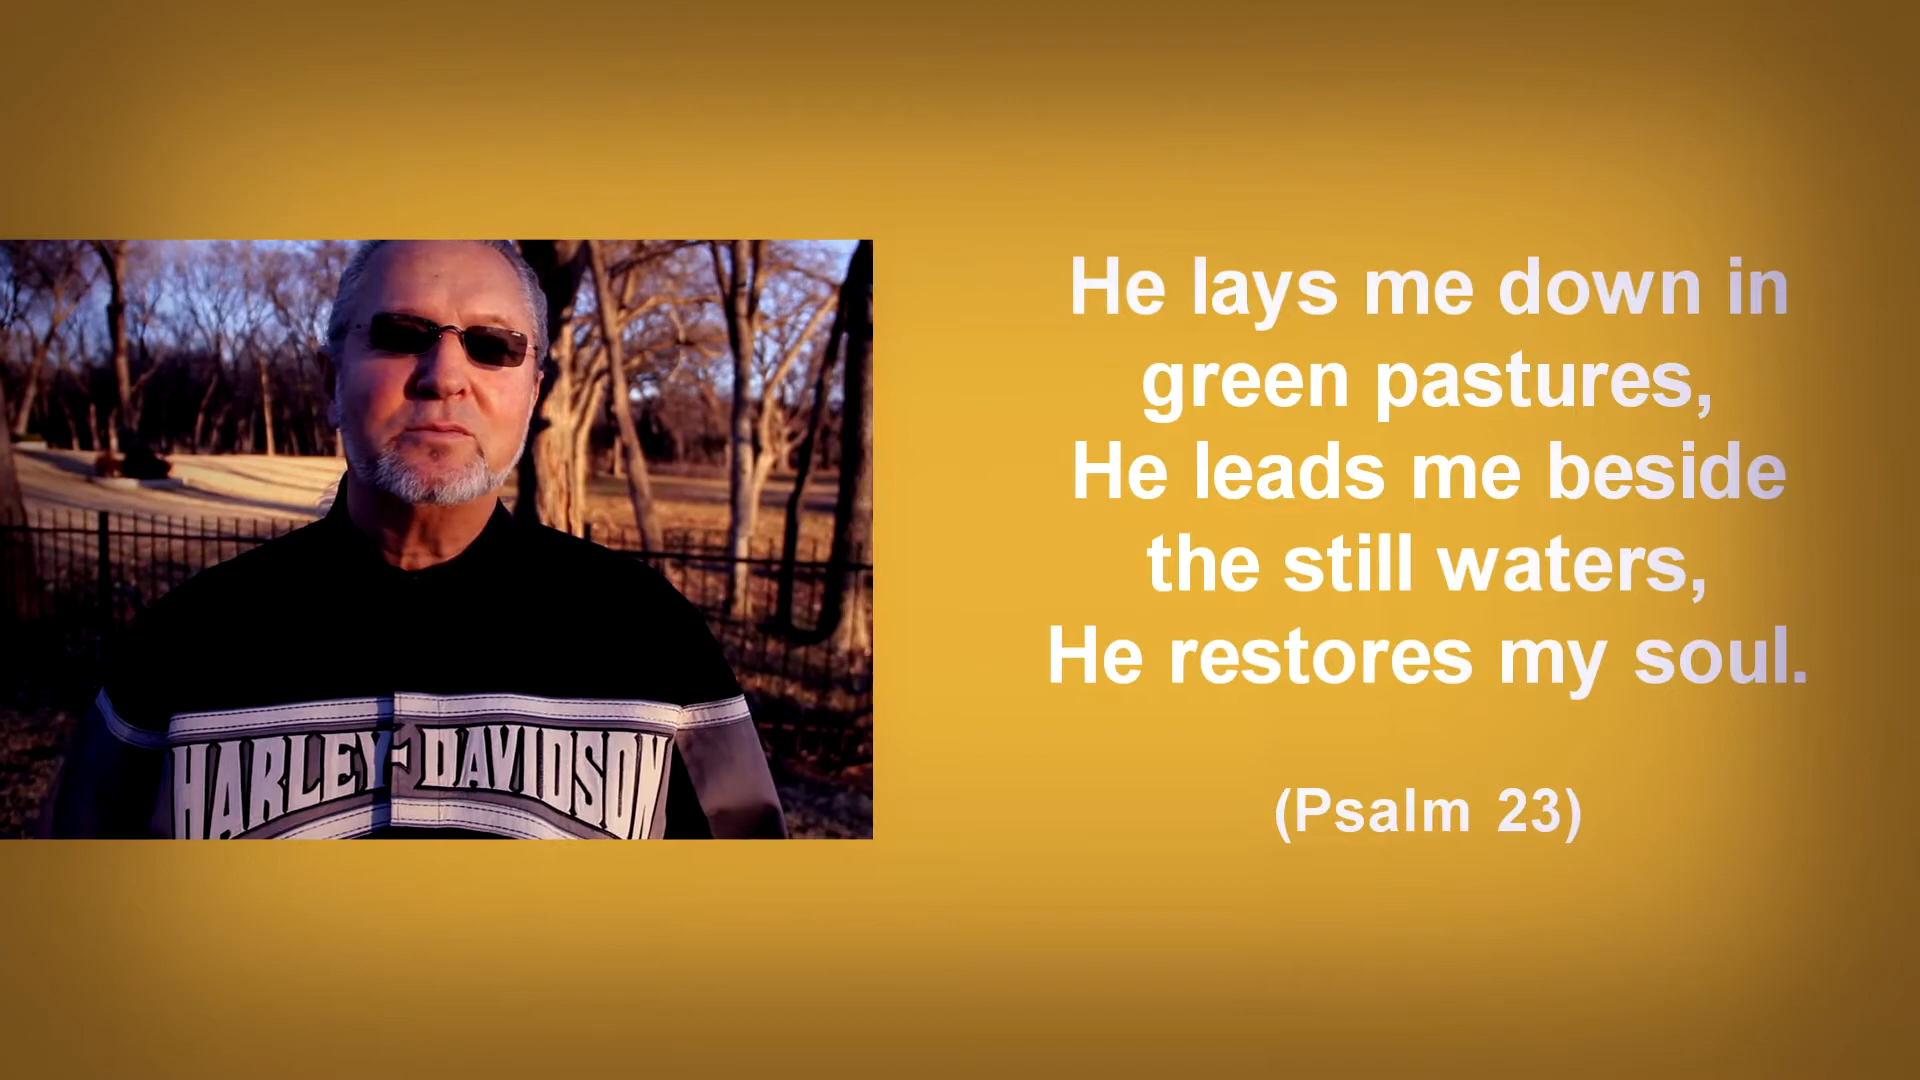 He lays me down in
green pastures,
He leads me beside
the still waters,
He restores my soul.
(Psalm 23)
HARLEY-DAVIDSON